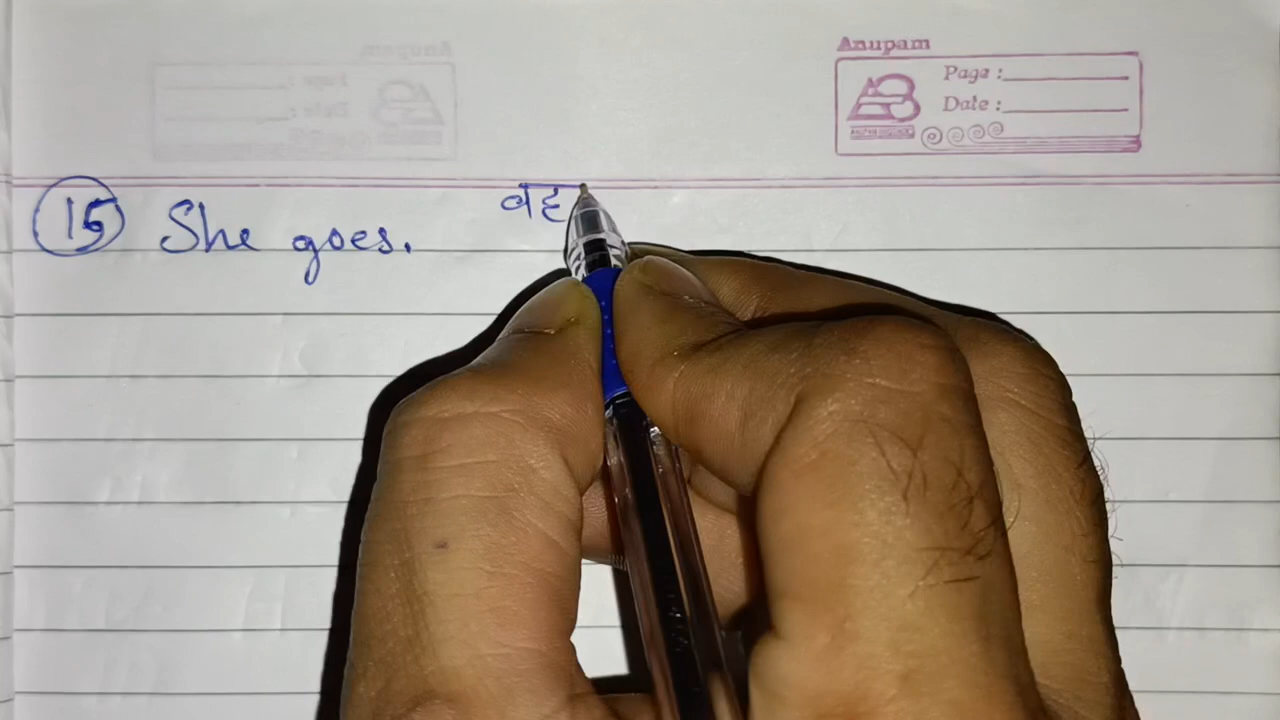 Anupam
Page :
Date :
15 She goes. वह